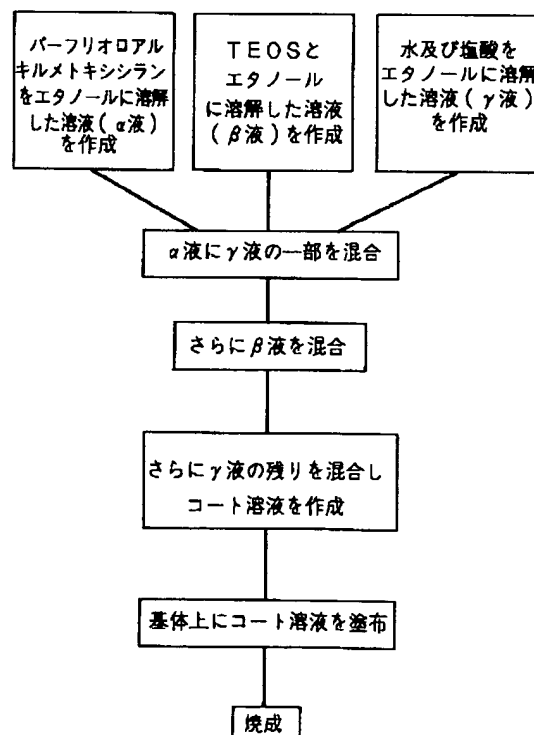 パーフリオロアル
キルメトキシシラン
をエタノールに溶解
した溶液(α液)
を作成
TEOSと
エタノール
に溶解した溶液
(β液)を作成
水及び塩酸を
エタノールに溶解
した溶液(γ液)
を作成
α液にγ液の一部を混合
さらにβ液を混合
さらにγ液の残りを混合し
コート溶液を作成
基体上にコート溶液を塗布
焼成